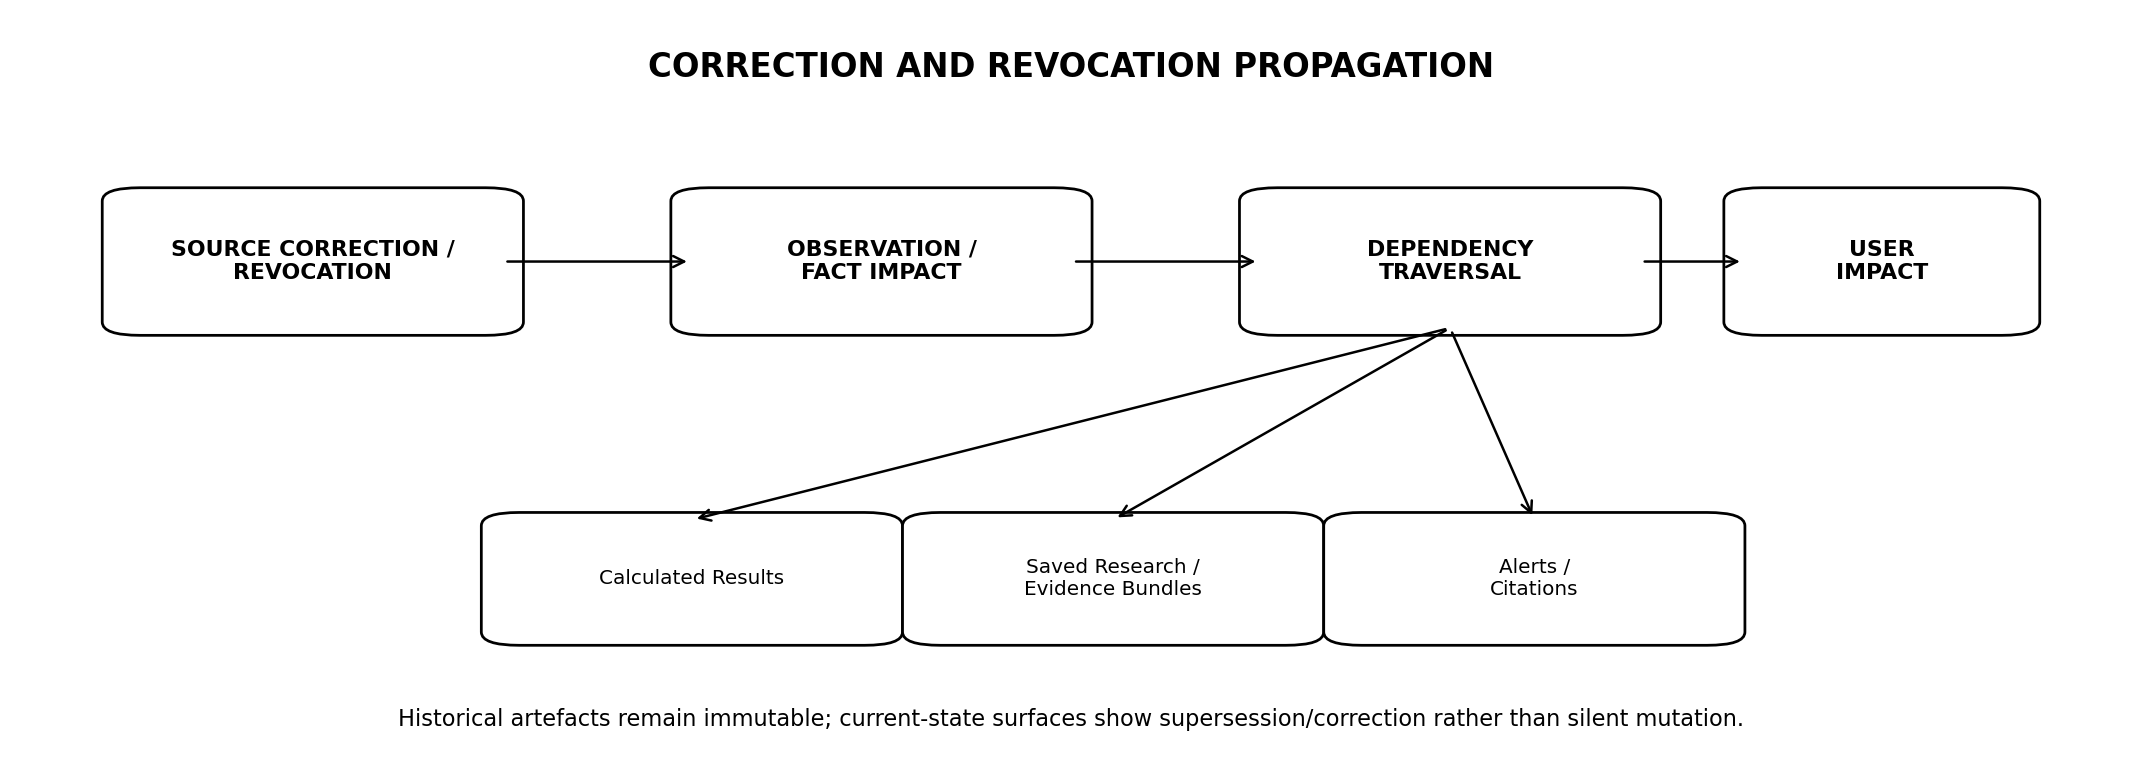 CORRECTION AND REVOCATION PROPAGATION
SOURCE CORRECTION /
REVOCATION
OBSERVATION /
FACT IMPACT
DEPENDENCY
TRAVERSAL
USER
IMPACT
Calculated Results
Saved Research /
Evidence Bundles
Alerts /
Citations
Historical artefacts remain immutable; current-state surfaces show supersession/correction rather than silent mutation.